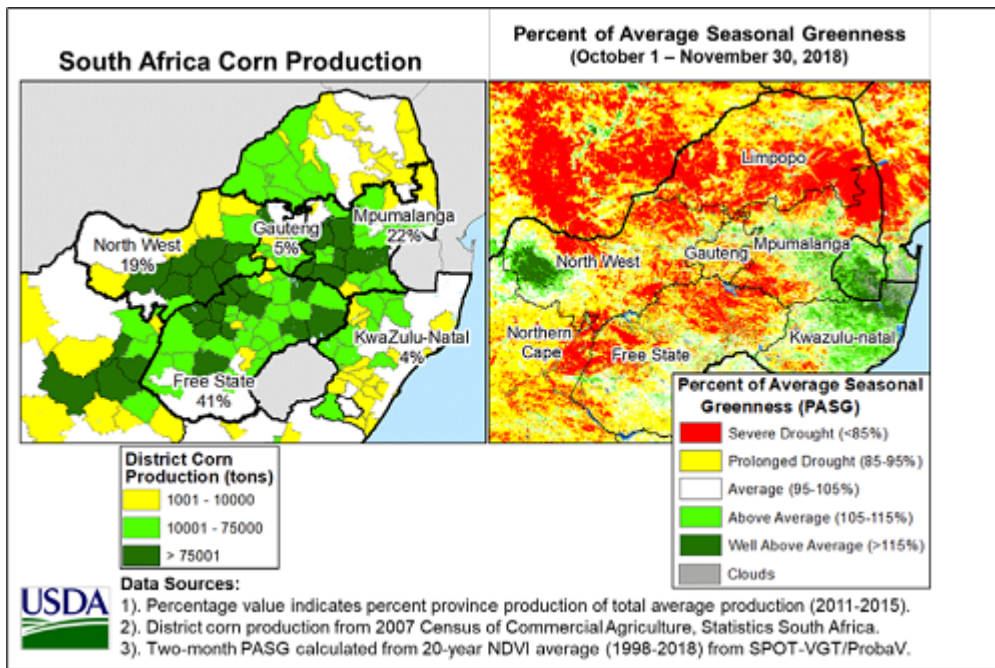 South Africa Corn Production
North West
19%
Gauteng
5%
Mpumalanga
22%
KwaZulu-Natal
4%
Free State
41%
District Corn
Production (tons)
1001 - 10000
10001 - 75000
> 75001
Percent of Average Seasonal Greenness
(October 1 – November 30, 2018)
Limpopo
Mpumalanga
Gauteng
North West
Northern
Cape
Free State
Kwazulu-natal
Percent of Average Seasonal
Greenness (PASG)
Severe Drought (<85%)
Prolonged Drought (85-95%)
Average (95-105%)
Above Average (105-115%)
Well Above Average (>115%)
Clouds
USDA
Data Sources:
1). Percentage value indicates percent province production of total average production (2011-2015).
2). District corn production from 2007 Census of Commercial Agriculture, Statistics South Africa.
3). Two-month PASG calculated from 20-year NDVI average (1998-2018) from SPOT-VGT/ProbaV.